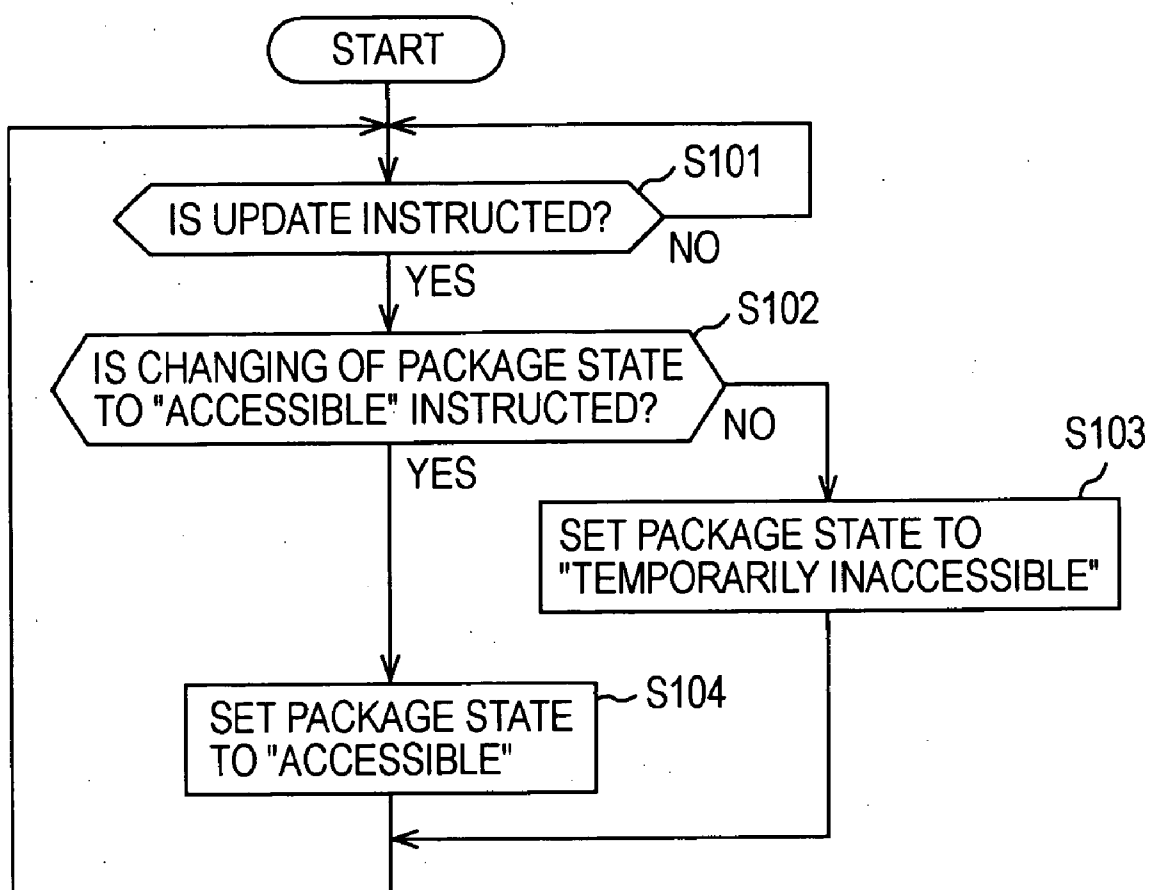 START
S101
IS UPDATE INSTRUCTED?
NO
YES
S102
IS CHANGING OF PACKAGE STATE
TO "ACCESSIBLE" INSTRUCTED?
NO
YES
S103
SET PACKAGE STATE TO
"TEMPORARILY INACCESSIBLE"
S104
SET PACKAGE STATE
TO "ACCESSIBLE"